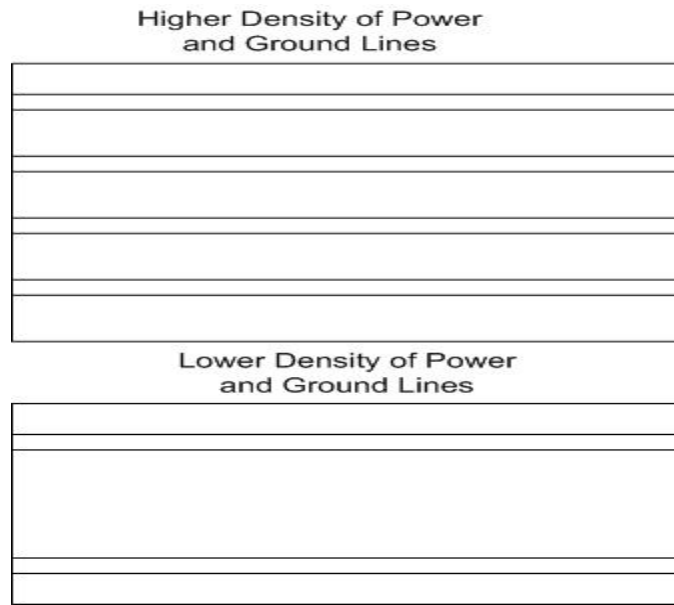 Higher Density of Power
and Ground Lines
Lower Density of Power
and Ground Lines